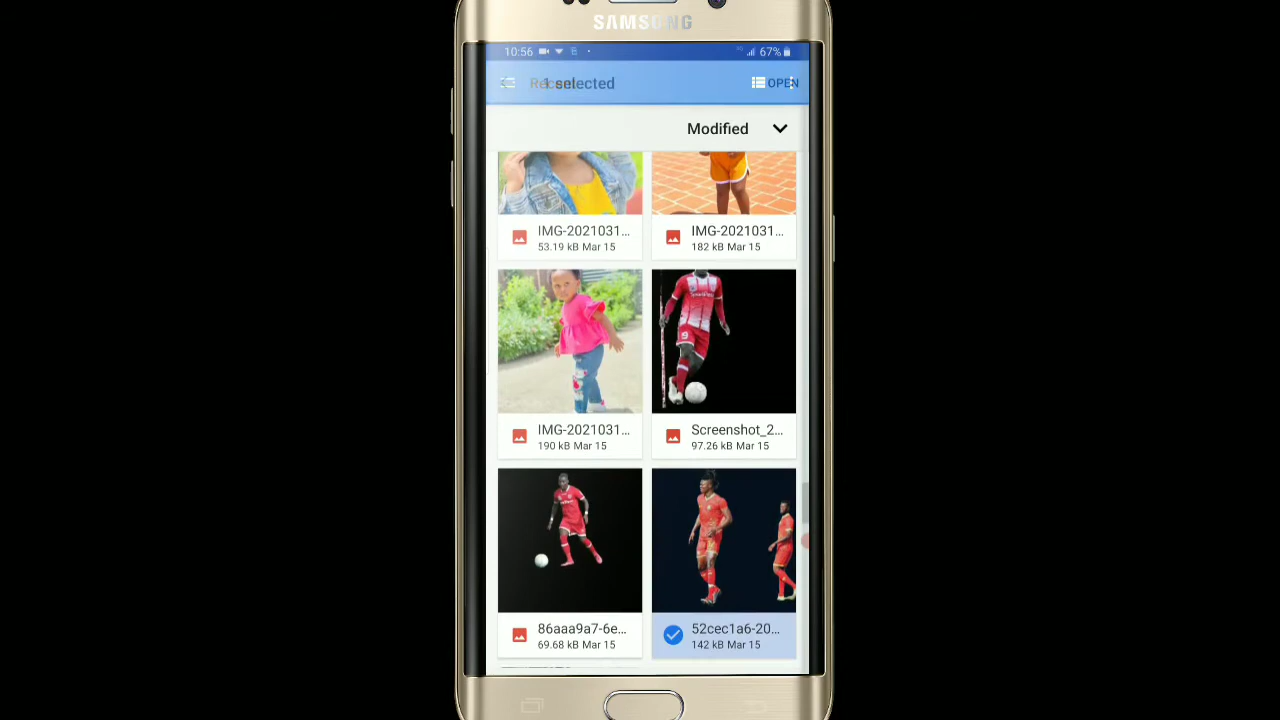 SAMSUNG
10:56 67%
1 selected OPEN
Modified
IMG-2021031... IMG-2021031...
53.19 kB Mar 15 182 kB Mar 15
IMG-2021031... Screenshot_2...
190 kB Mar 15 97.26 kB Mar 15
86aaa9a7-6e... 52cec1a6-20...
69.68 kB Mar 15 142 kB Mar 15